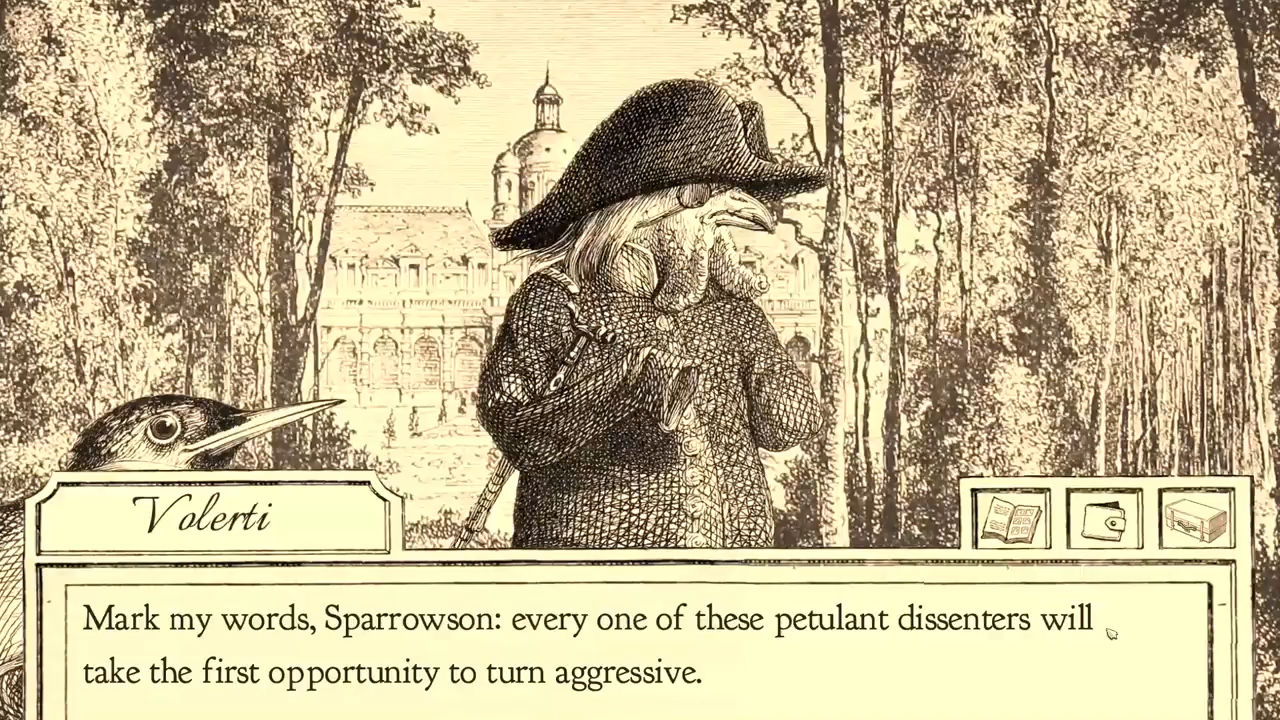 Volerti
Mark my words, Sparrowson: every one of these petulant dissenters will
take the first opportunity to turn aggressive.